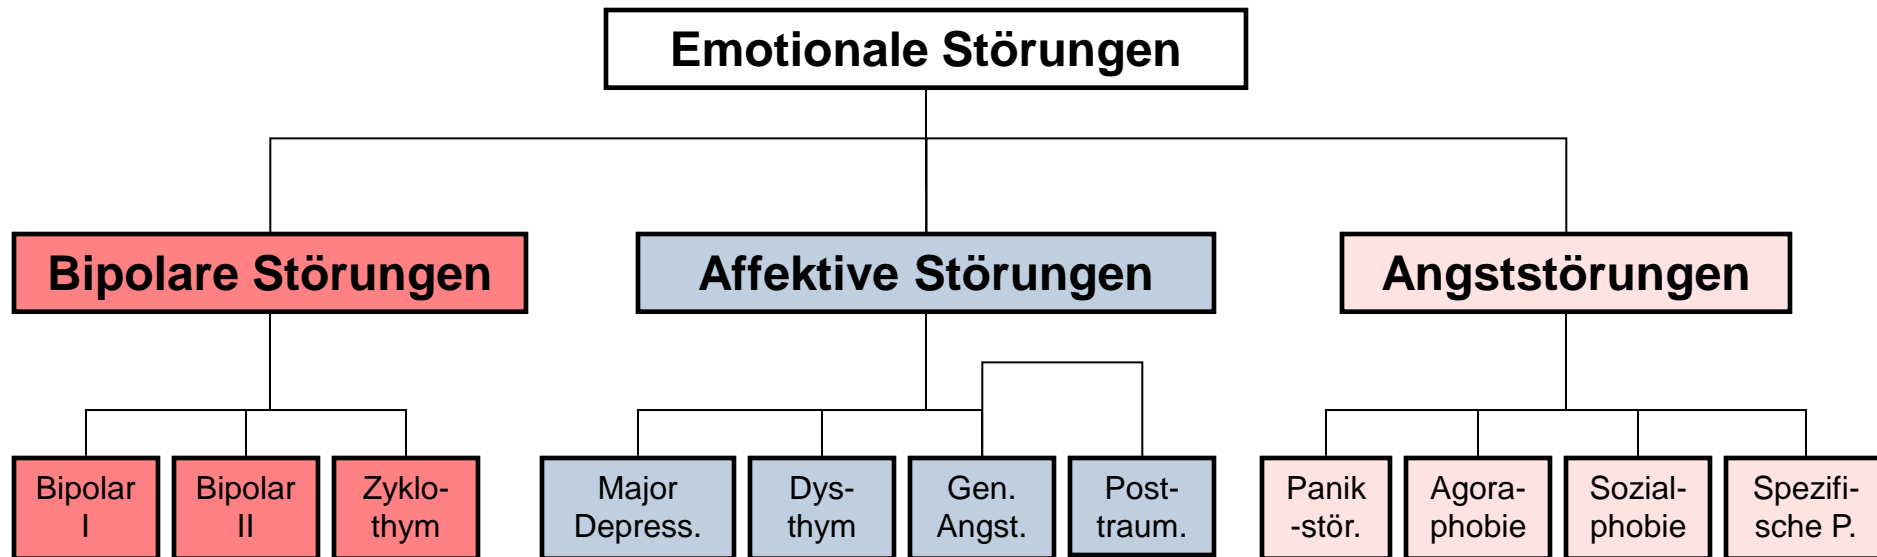 Emotionale Störungen
Bipolare Störungen
Affektive Störungen
Angststörungen
Bipolar
I
Bipolar
II
Zyklo-
thym
Major
Depress.
Dys-
thym
Gen.
Angst.
Post-
traum.
Panik
-stör.
Agora-
phobie
Sozial-
phobie
Spezifi-
sche P.